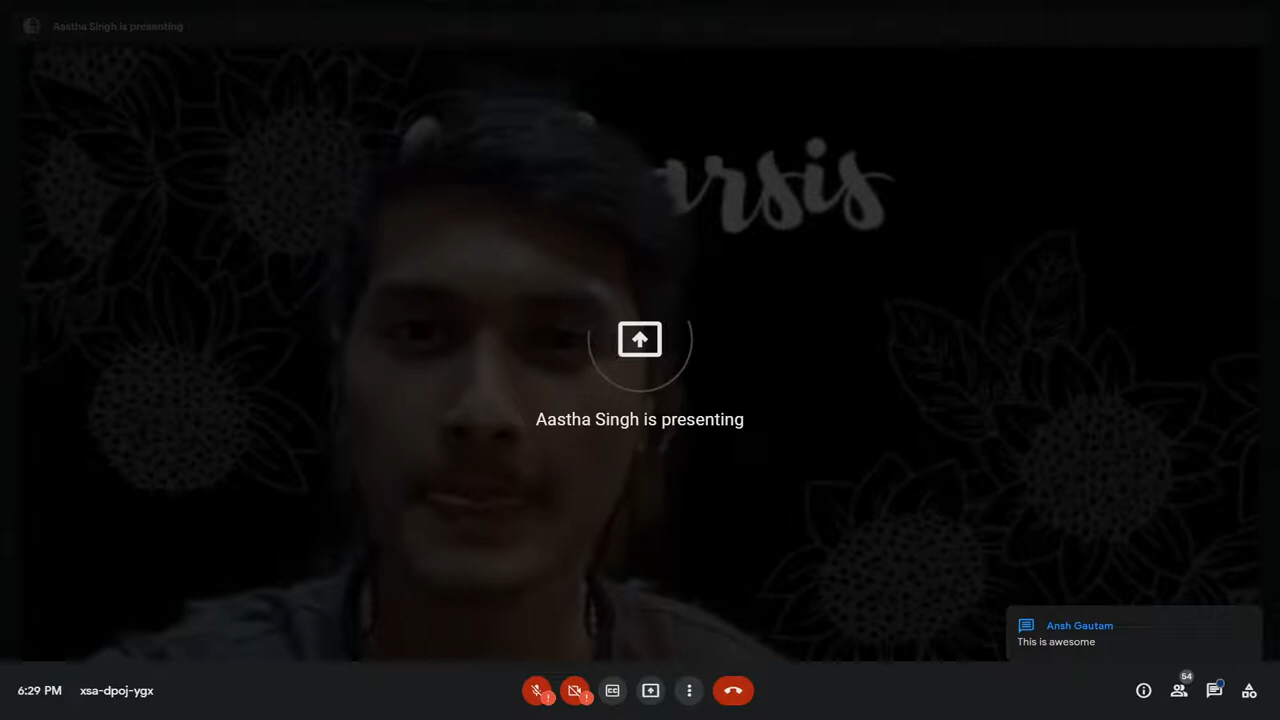 Aastha Singh is presenting
arsis
Aastha Singh is presenting
Ansh Gautam
This is awesome
6:29 PM xsa-dpoj-ygx
54